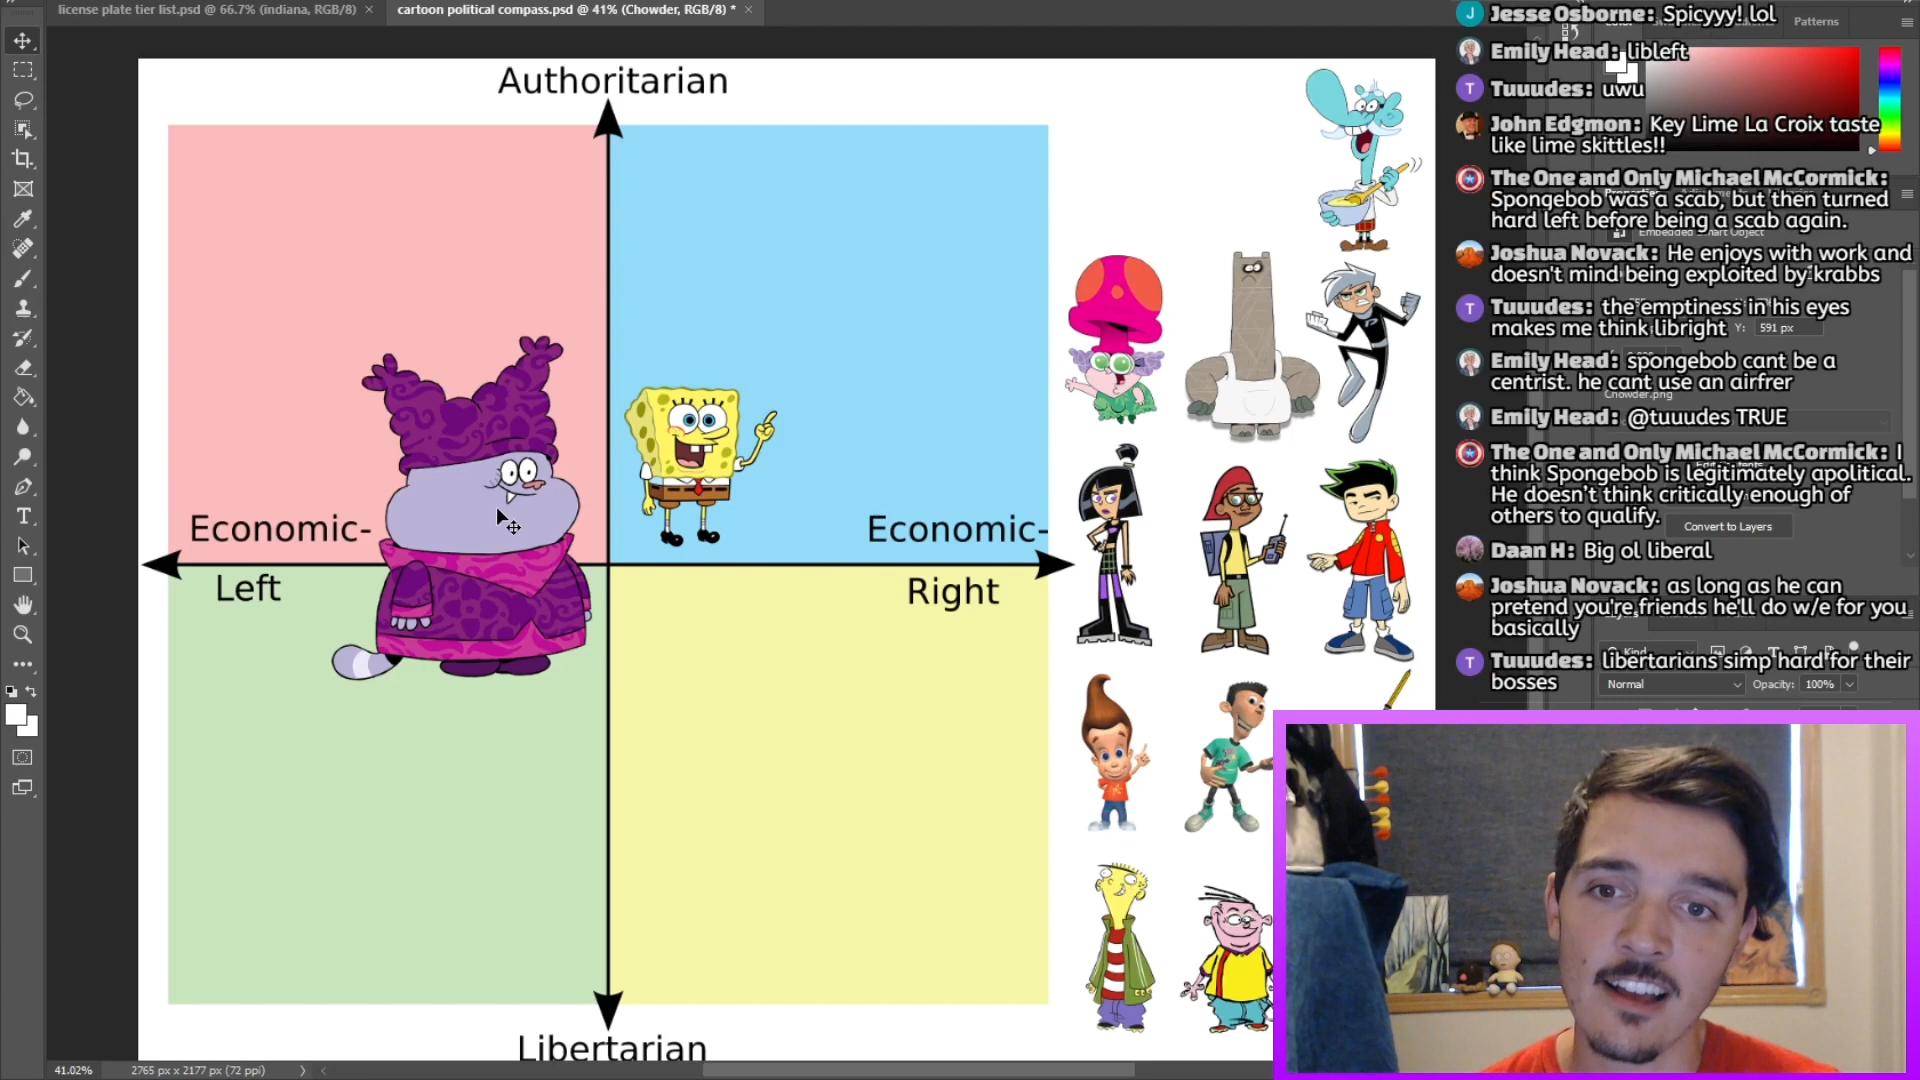 license plate tier list.psd @ 66.7% (indiana, RGB/8) ×
cartoon political compass.psd @ 41% (Chowder, RGB/8) * ×
Authoritarian
Economic-
Left
Economic-
Right
Libertarian
Jesse Osborne: Spicyyy! lol
Patterns
Emily Head: libleft
Tuuudes: uwu
John Edgmon: Key Lime La Croix taste
like lime skittles!!
The One and Only Michael McCormick:
Spongebob was a scab, but then turned
hard left before being a scab again.
Embedded Smart Object
Joshua Novack: He enjoys with work and
doesn't mind being exploited by krabbs
Tuuudes: the emptiness in his eyes
makes me think libright
Y: 591 px
Emily Head: spongebob cant be a
centrist. he cant use an airfrer
Chowder.png
Emily Head: @tuuudes TRUE
The One and Only Michael McCormick: I
think Spongebob is legitimately apolitical.
He doesn't think critically enough of
others to qualify.
Convert to Layers
Daan H: Big ol liberal
Joshua Novack: as long as he can
pretend you're friends he'll do w/e for you
basically
Kind
Tuuudes: libertarians simp hard for their
bosses
Normal
Opacity: 100%
41.02% 2765 px x 2177 px (72 ppi)